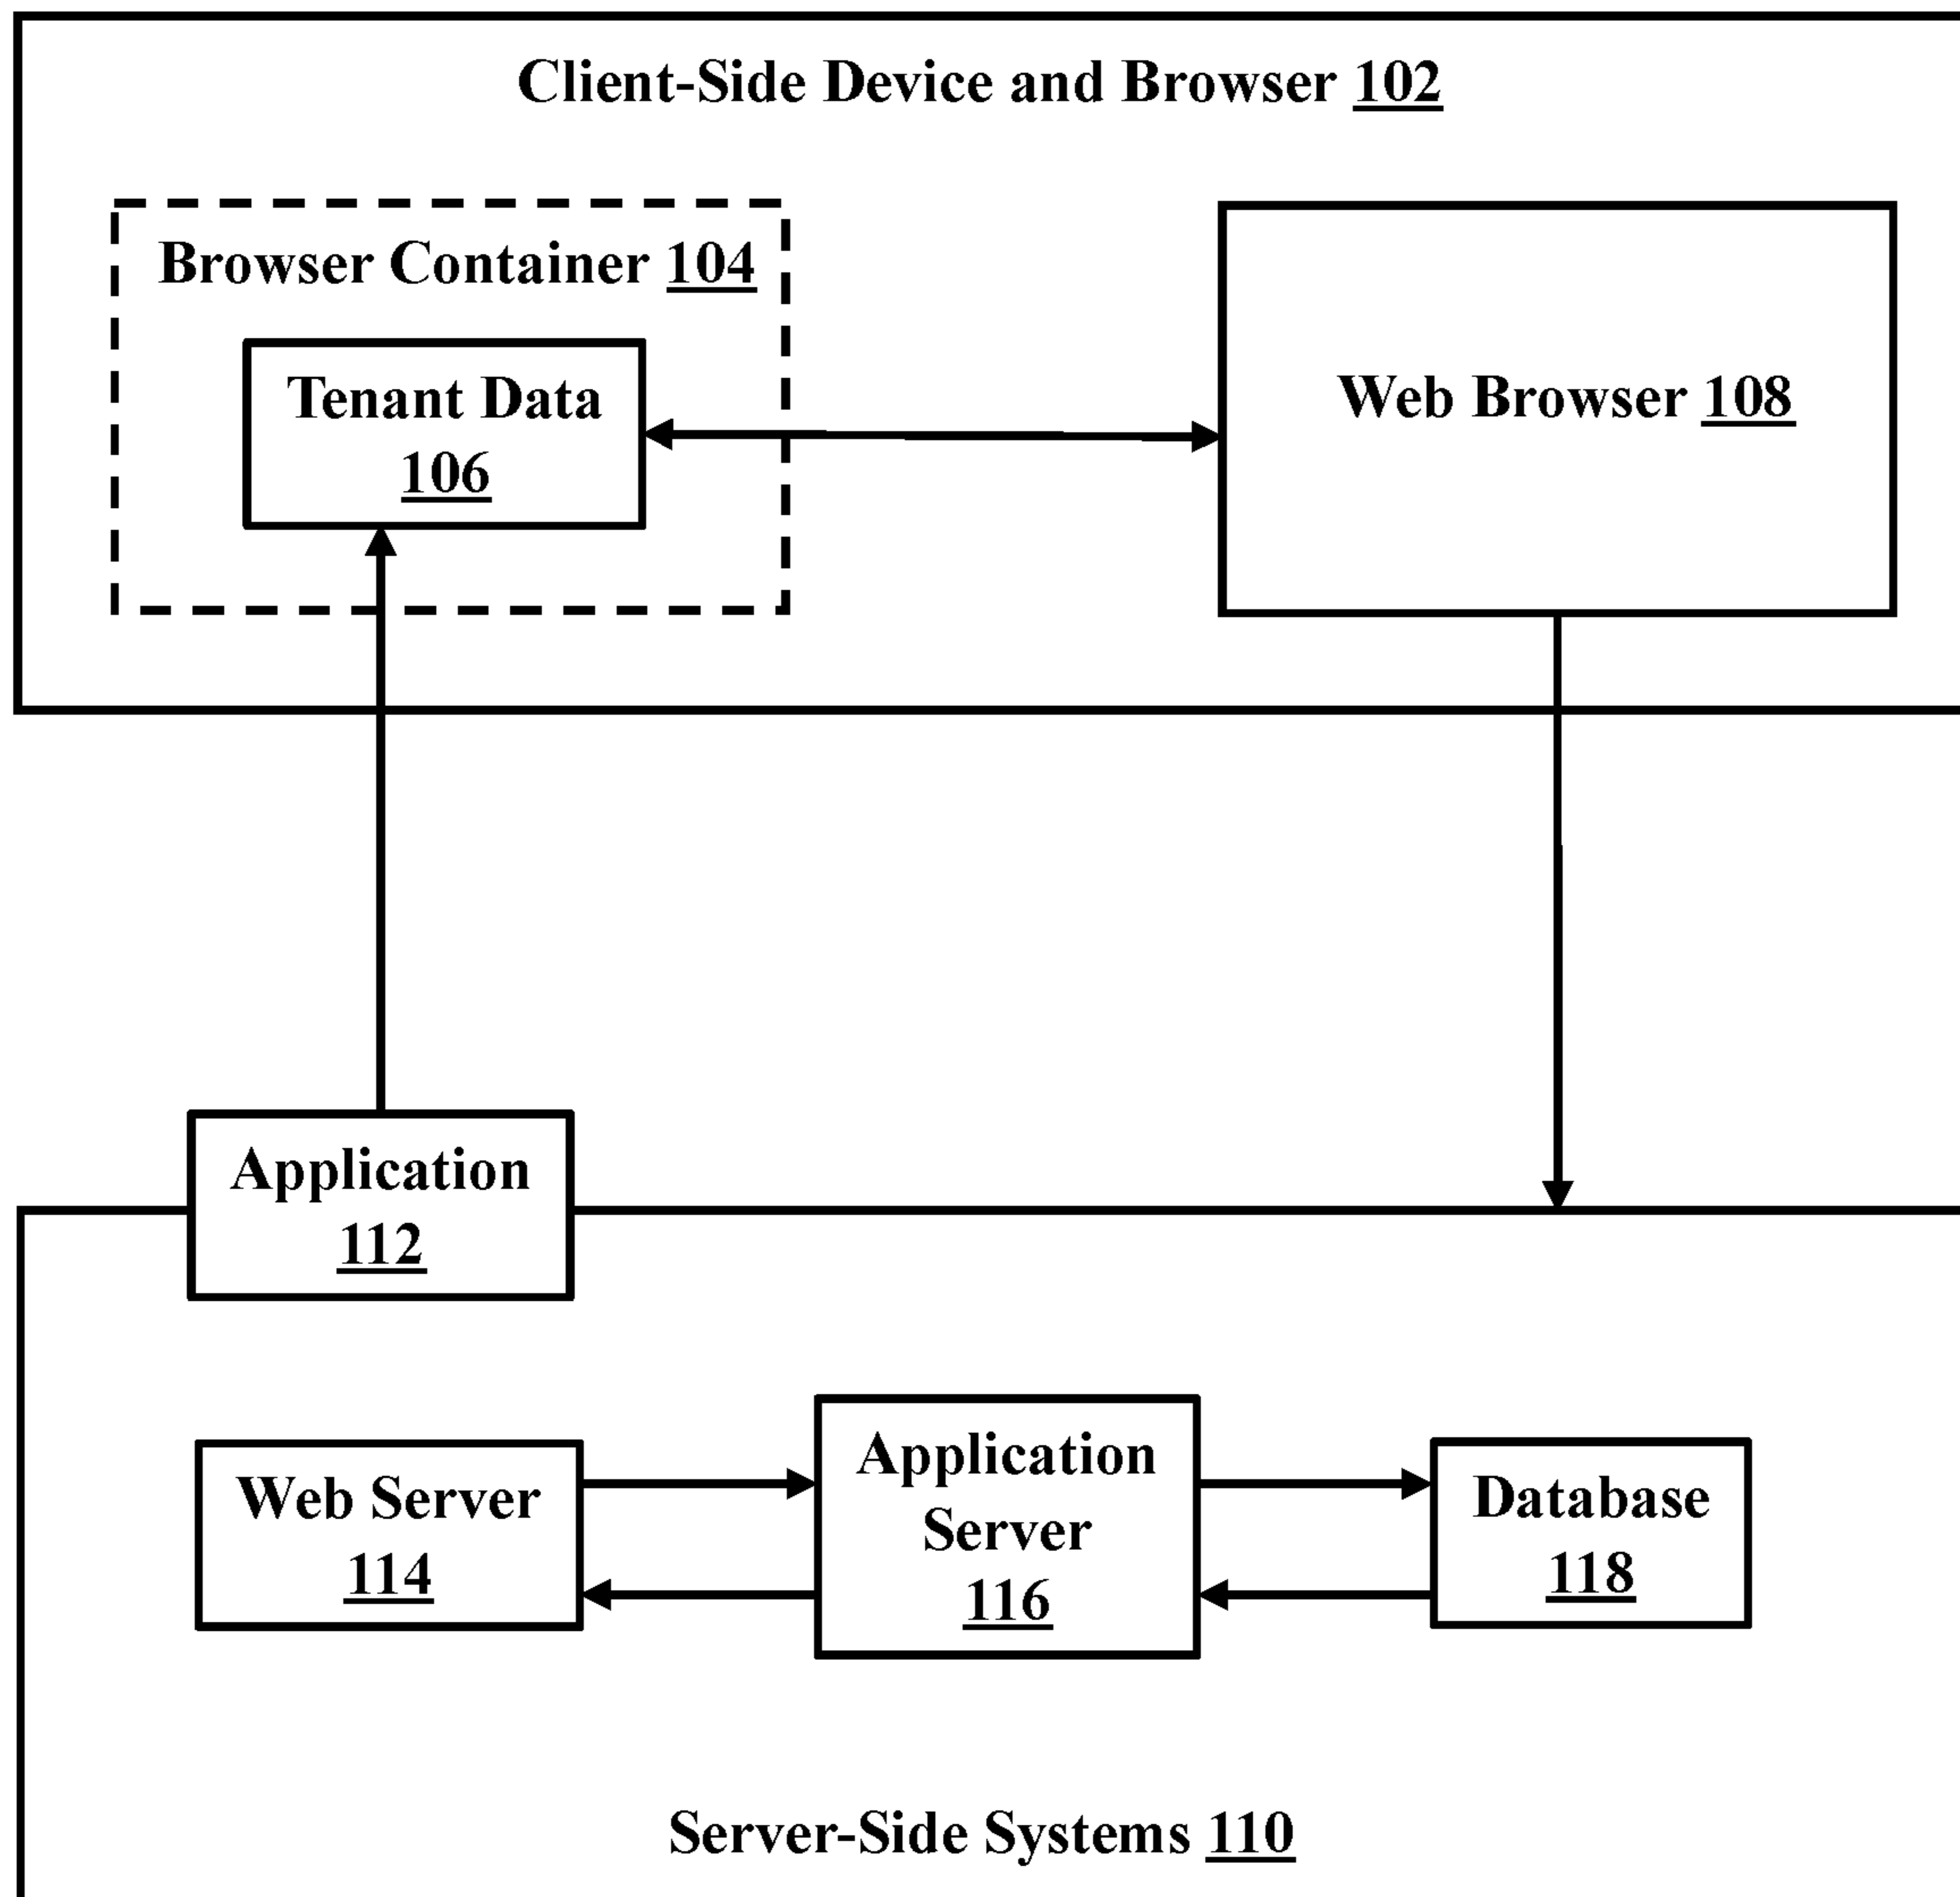 Client-Side Device and Browser 102
Browser Container 104
Tenant Data
106
Web Browser 108
Application
112
Web Server
114
Application
Server
116
Database
118
Server-Side Systems 110